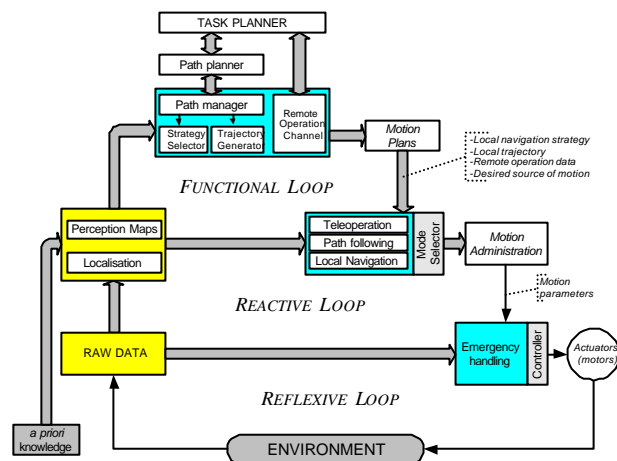 TASK PLANNER
Path planner
Path manager
Strategy
Selector
Trajectory
Generator
Remote
Operation
Channel
Motion
Plans
-Local navigation strategy
-Local trajectory
-Remote operation data
-Desired source of motion
FUNCTIONAL LOOP
Perception Maps
Localisation
Teleoperation
Path following
Local Navigation
Mode
Selector
Motion
Administration
Motion
parameters
REACTIVE LOOP
RAW DATA
Emergency
handling
Controller
Actuators
(motors)
REFLEXIVE LOOP
a priori
knowledge
ENVIRONMENT